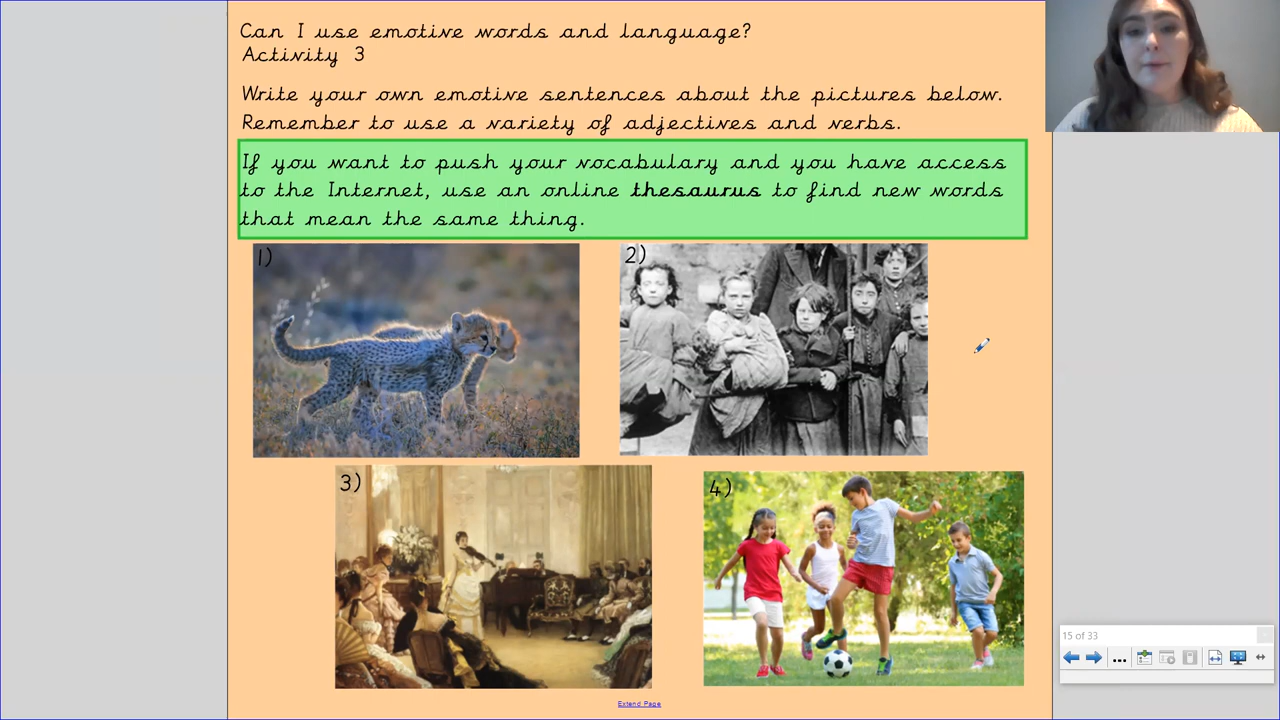 Can I use emotive words and language?
Activity 3
Write your own emotive sentences about the pictures below.
Remember to use a variety of adjectives and verbs.
If you want to push your vocabulary and you have access
to the Internet, use an online thesaurus to find new words
that mean the same thing.
1)
2)
3)
4)
15 of 33
Extend Page